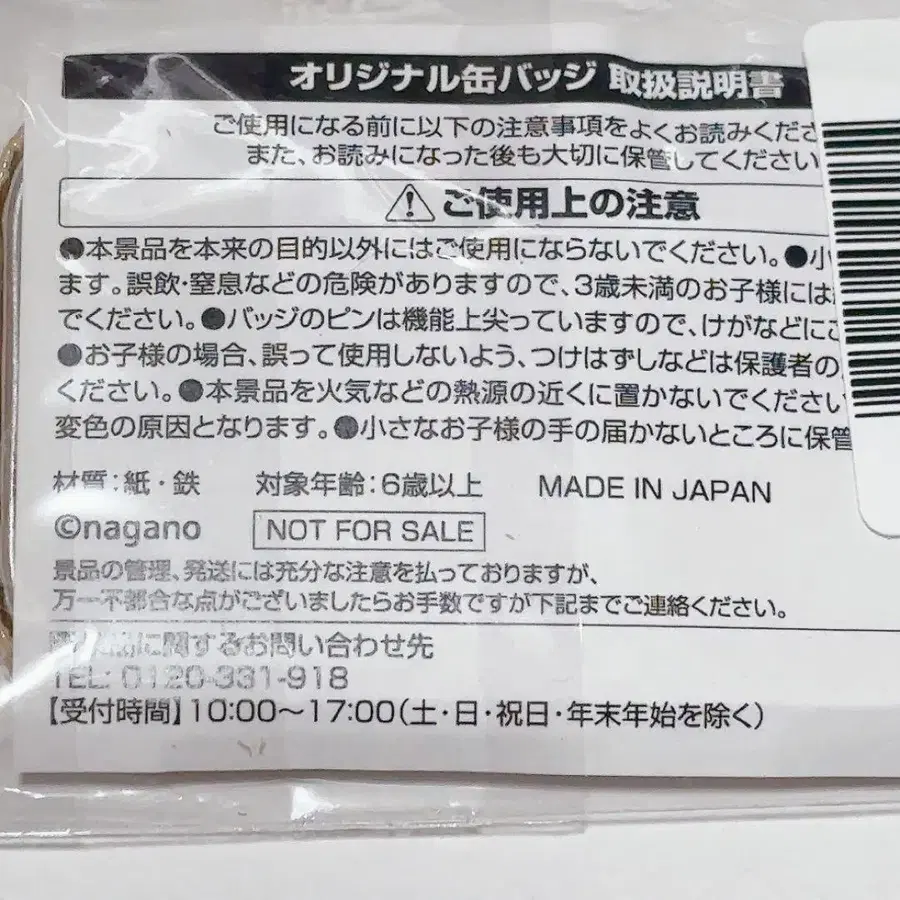 オリジナル缶バッジ 取扱説明書
ご使用になる前に以下の注意事項をよくお読みくださ
また、お読みになった後も大切に保管してください
⚠ご使用上の注意
●本景品を本来の目的以外にはご使用にならないでください。●小
ます。誤飲・窒息などの危険がありますので、3歳未満のお子様には
でください。●バッジのピンは機能上尖っていますので、けがなどにご
●お子様の場合、誤って使用しないよう、つけはずしなどは保護者の
ください。●本景品を火気などの熱源の近くに置かないでください
変色の原因となります。●小さなお子様の手の届かないところに保管
材質：紙・鉄 対象年齢：6歳以上 MADE IN JAPAN
©nagano NOT FOR SALE
景品の管理、発送には充分な注意を払っておりますが、
万一不都合な点がございましたらお手数ですが下記までご連絡ください。
に関するお問い合わせ先
TEL: 0120-331-918
【受付時間】10:00〜17:00(土・日・祝日・年末年始を除く)